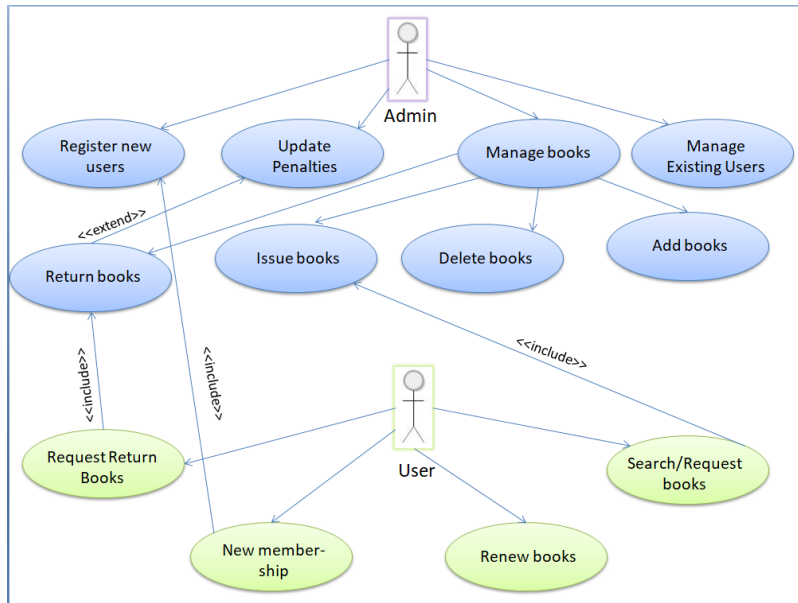 Admin
Register new
users
Update
Penalties
Manage books
Manage
Existing Users
<<extend>>
Return books
Issue books
Delete books
Add books
<<include>>
<<include>>
<<include>>
User
Request Return
Books
Search/Request
books
New member-
ship
Renew books